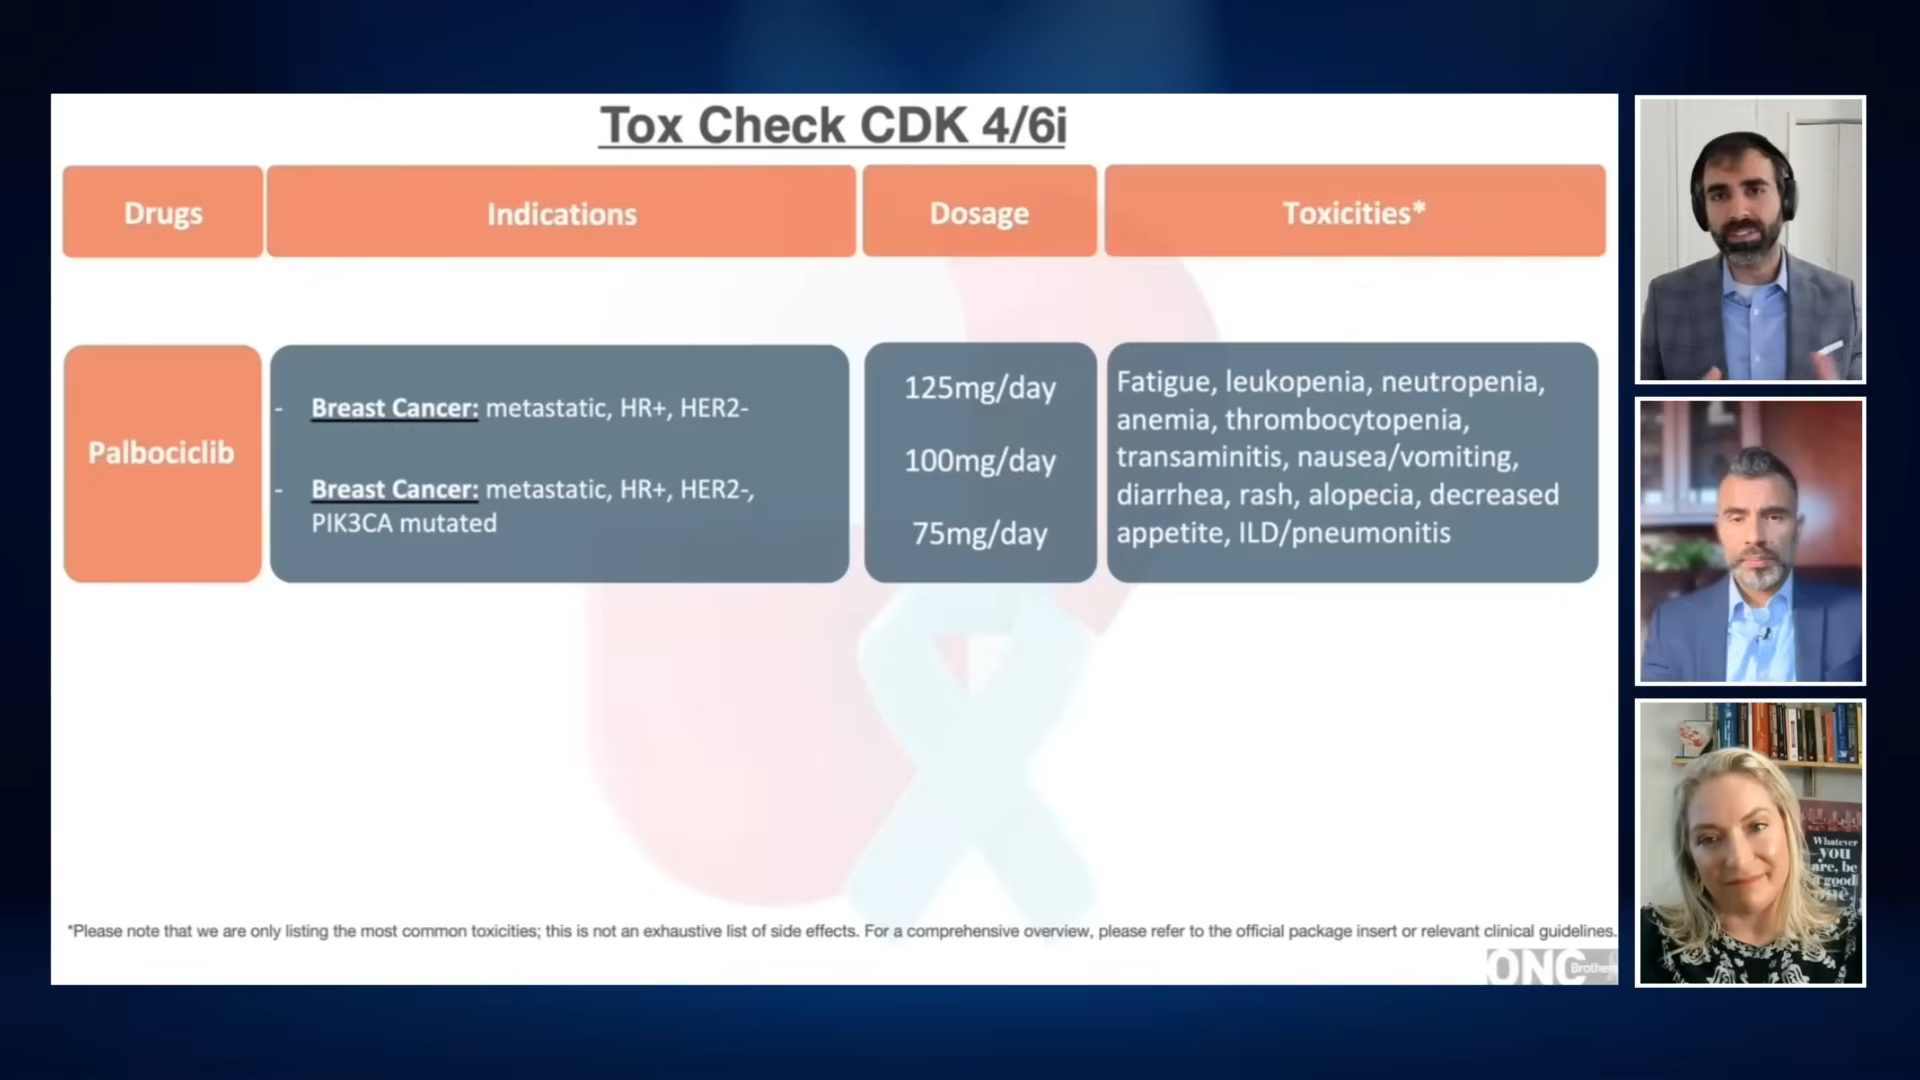 Tox Check CDK 4/6i
Drugs
Indications
Dosage
Toxicities*
Palbociclib
- Breast Cancer: metastatic, HR+, HER2-
- Breast Cancer: metastatic, HR+, HER2-,
PIK3CA mutated
125mg/day
100mg/day
75mg/day
Fatigue, leukopenia, neutropenia,
anemia, thrombocytopenia,
transaminitis, nausea/vomiting,
diarrhea, rash, alopecia, decreased
appetite, ILD/pneumonitis
*Please note that we are only listing the most common toxicities; this is not an exhaustive list of side effects. For a comprehensive overview, please refer to the official package insert or relevant clinical guidelines.
ONC Brothers
Whatever
you
are, be
a good
one.